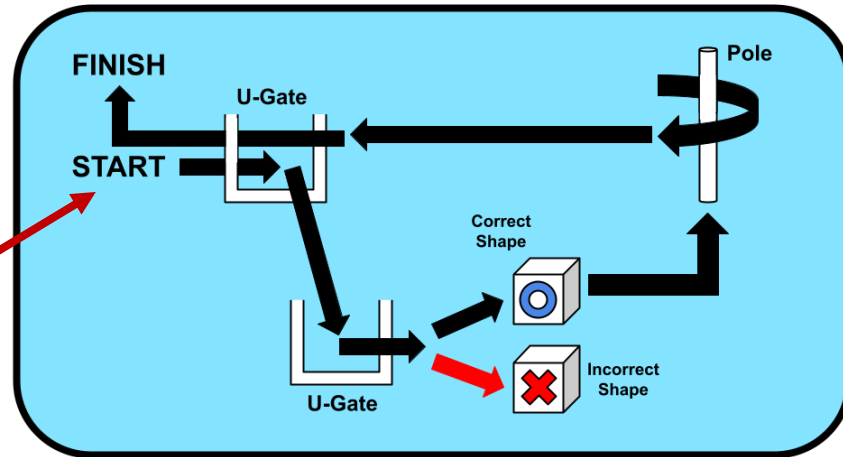 FINISH
U-Gate
Pole
START
Correct
Shape
Incorrect
Shape
U-Gate